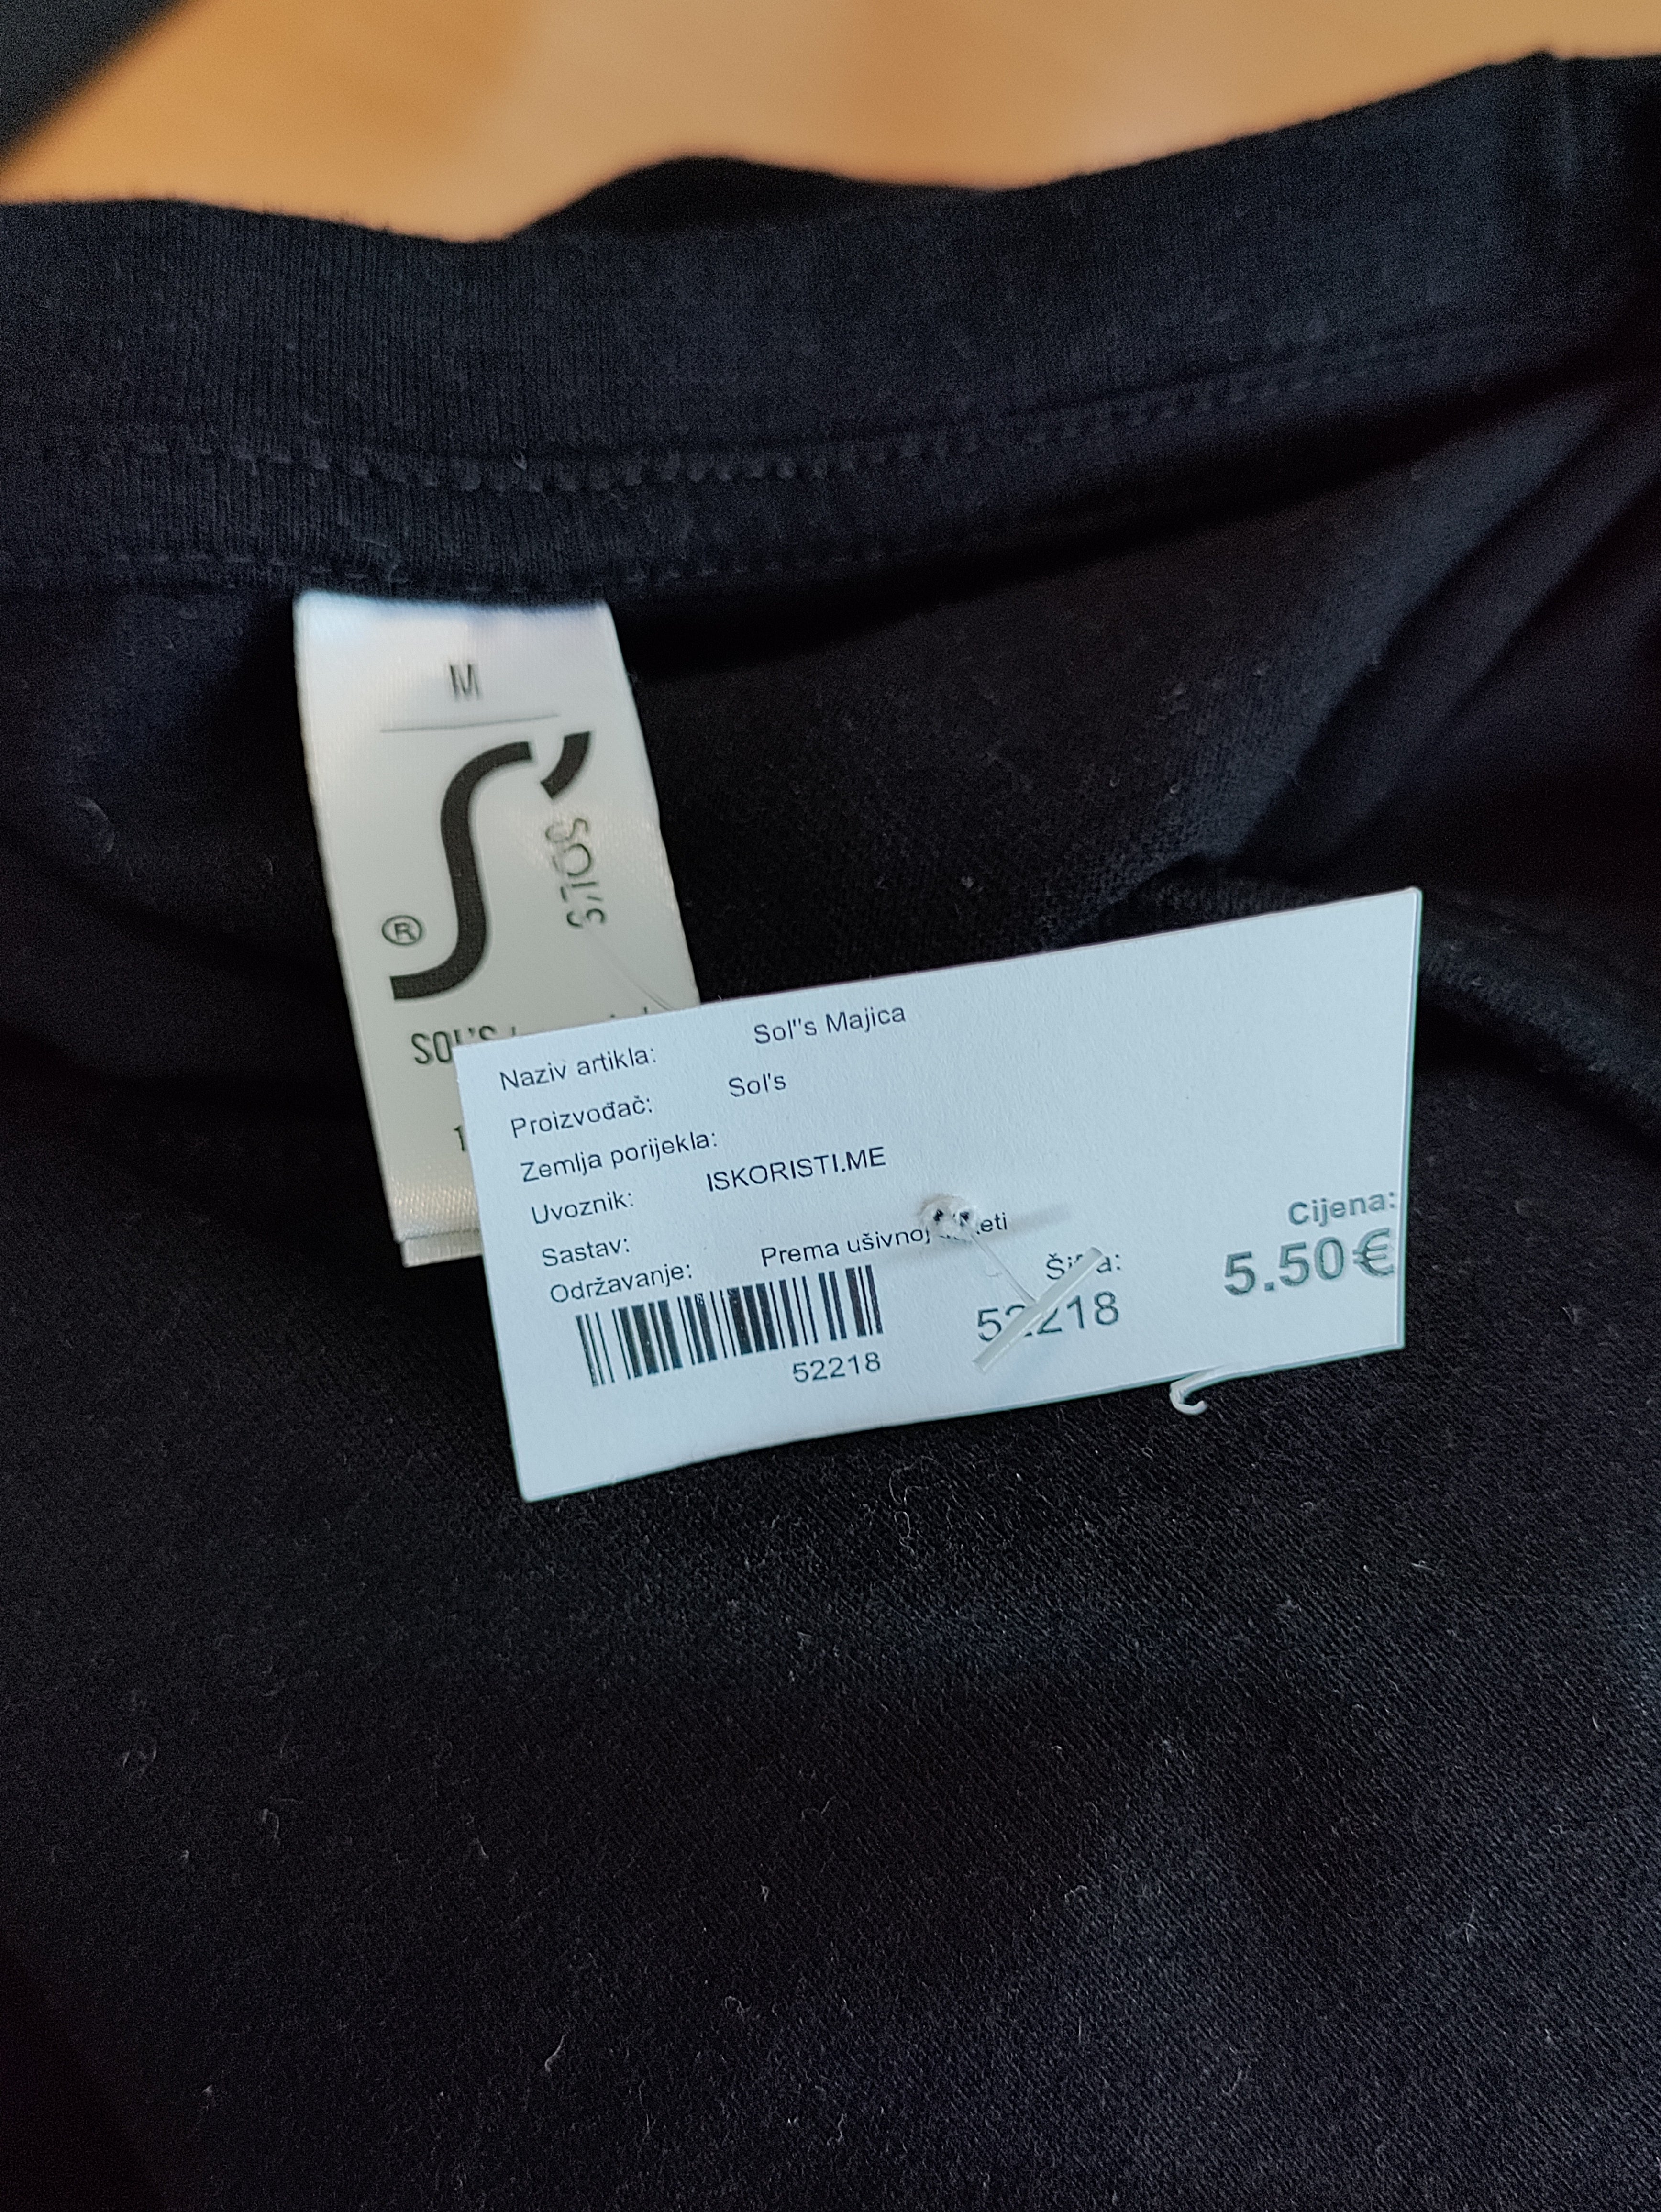 M
S'
SOL'S
®
SOL'S
Naziv artikla: Sol''s Majica
Proizvođač: Sol's
Zemlja porijekla:
Uvoznik: ISKORISTI.ME
Sastav:
Održavanje: Prema ušivnoj
52218
Cijena:
5.50€